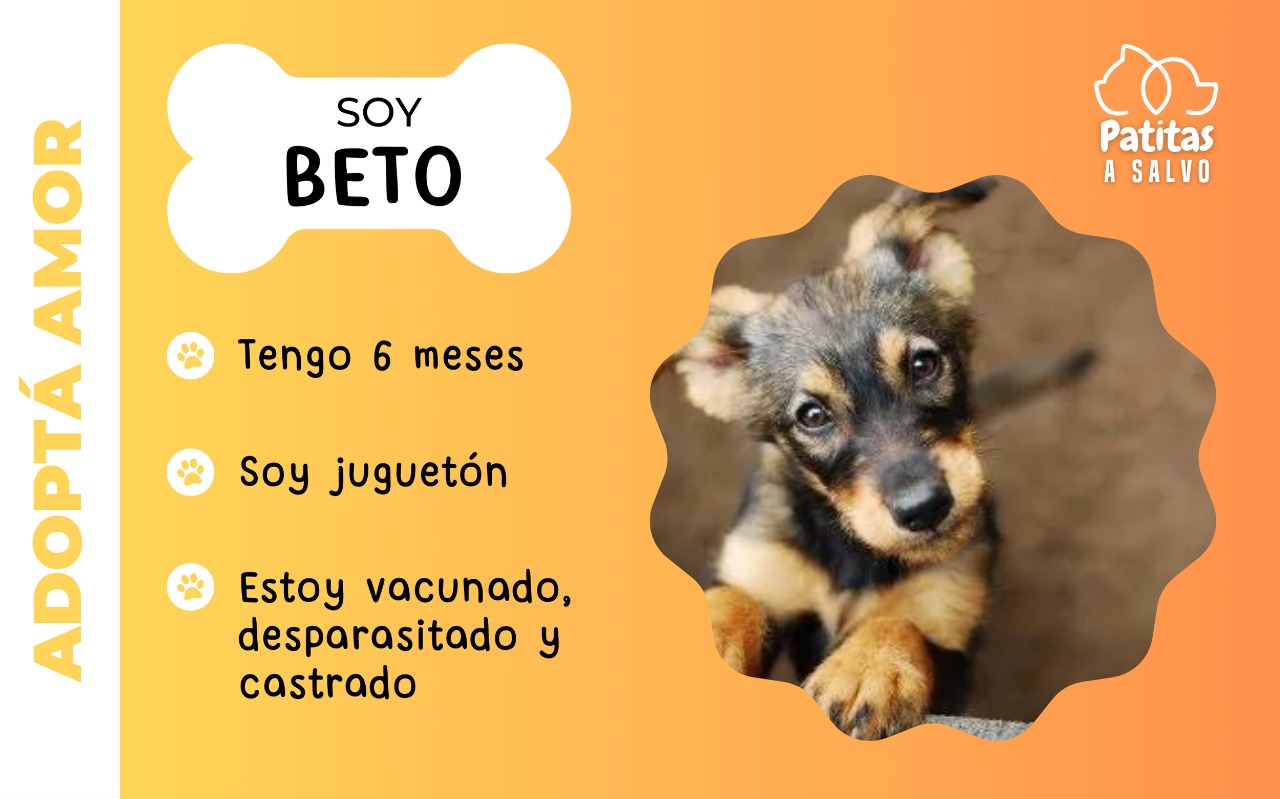 ADOPTÁ AMOR
SOY
BETO
Patitas
A SALVO
Tengo 6 meses
Soy juguetón
Estoy vacunado,
desparasitado y
castrado